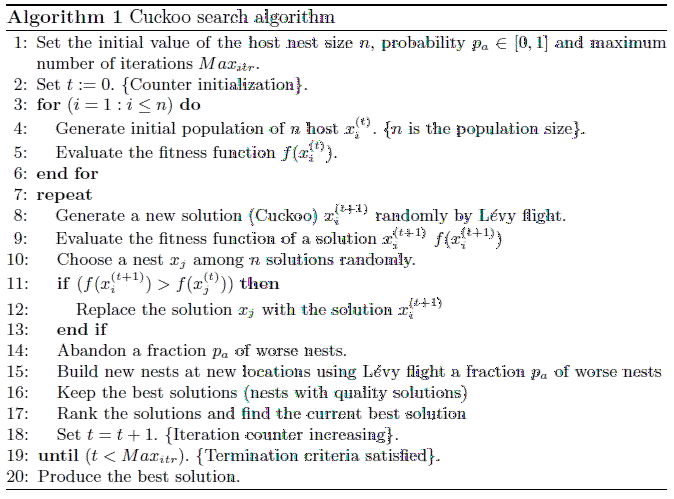 Algorithm 1 Cuckoo search algorithm
1: Set the initial value of the host nest size n, probability pₐ ∈ [0, 1] and maximum
number of iterations Max_{itr}.
2: Set t := 0. {Counter initialization}.
3: for (i = 1 : i ≤ n) do
4: Generate initial population of n host x_i^{(t)}. {n is the population size}.
5: Evaluate the fitness function f(x_i^{(t)}).
6: end for
7: repeat
8: Generate a new solution (Cuckoo) x_i^{(t+1)} randomly by Lévy flight.
9: Evaluate the fitness function of a solution x_i^{(t+1)} f(x_i^{(t+1)})
10: Choose a nest x_j among n solutions randomly.
11: if (f(x_i^{(t+1)}) > f(x_j^{(t)})) then
12: Replace the solution x_j with the solution x_i^{(t+1)}
13: end if
14: Abandon a fraction pₐ of worse nests.
15: Build new nests at new locations using Lévy flight a fraction pₐ of worse nests
16: Keep the best solutions (nests with quality solutions)
17: Rank the solutions and find the current best solution
18: Set t = t + 1. {Iteration counter increasing}.
19: until (t < Max_{itr}). {Termination criteria satisfied}.
20: Produce the best solution.